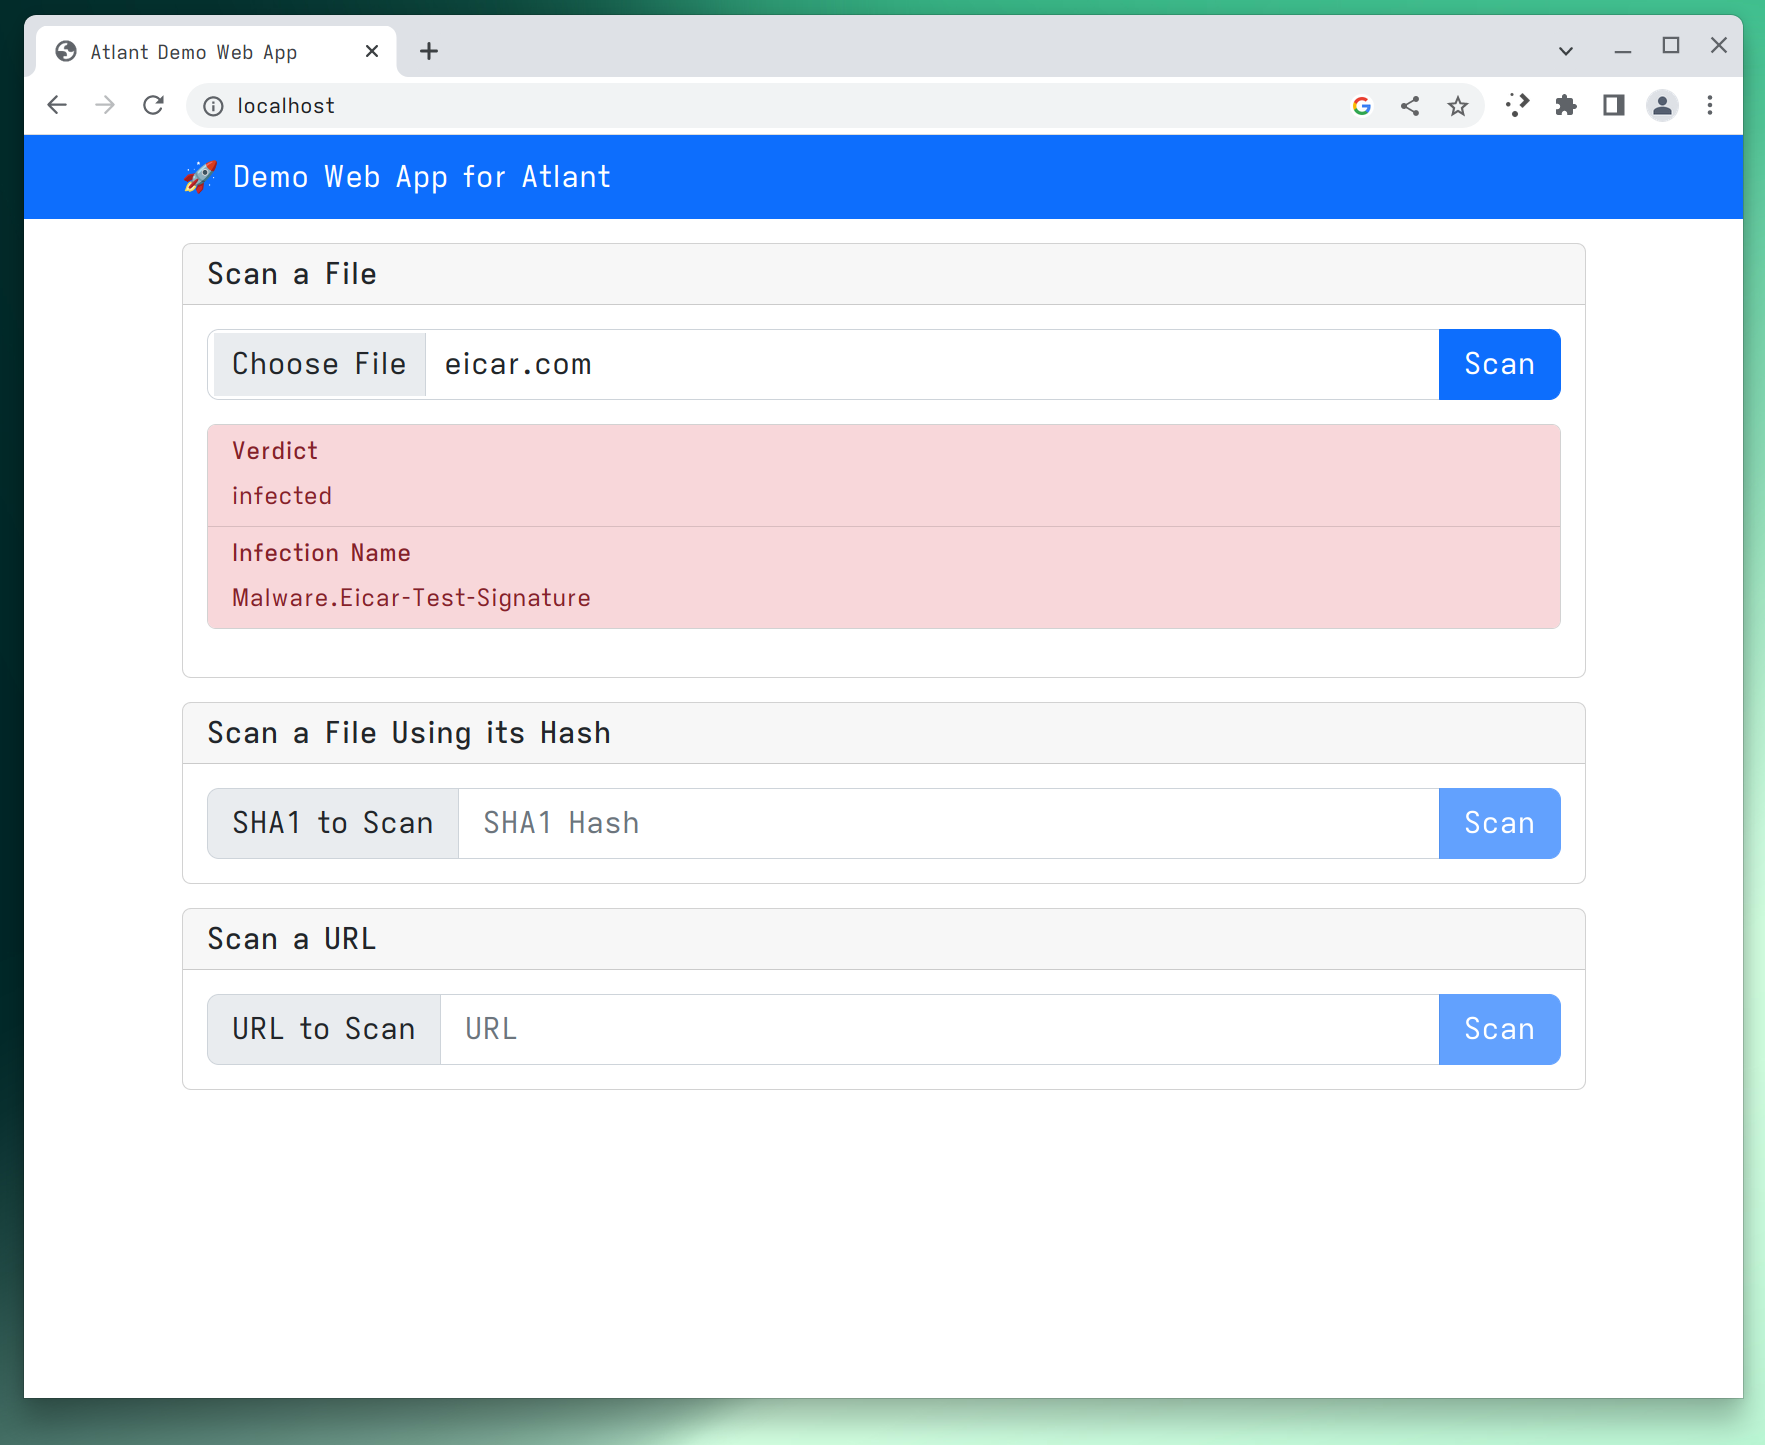 Atlant Demo Web App
localhost
🚀 Demo Web App for Atlant
Scan a File
Choose File eicar.com Scan
Verdict
infected
Infection Name
Malware.Eicar-Test-Signature
Scan a File Using its Hash
SHA1 to Scan SHA1 Hash Scan
Scan a URL
URL to Scan URL Scan